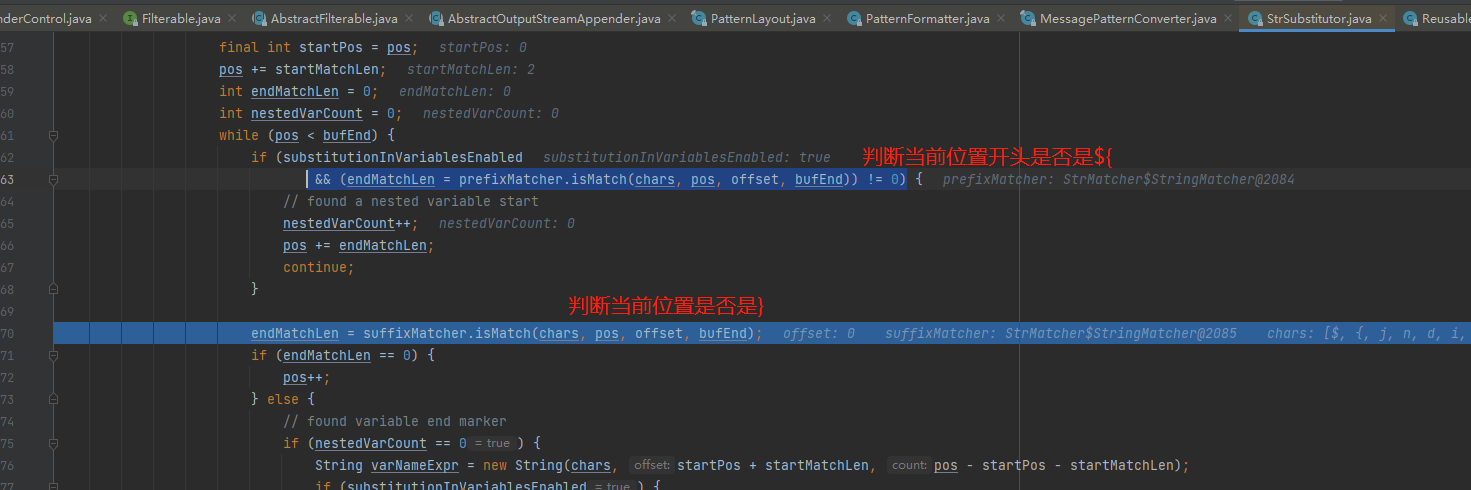 nderControl.java Filterable.java AbstractFilterable.java AbstractOutputStreamAppender.java PatternLayout.java PatternFormatter.java MessagePatternConverter.java StrSubstitutor.java Reusable
57 final int startPos = pos; startPos: 0
58 pos += startMatchLen; startMatchLen: 2
59 int endMatchLen = 0; endMatchLen: 0
60 int nestedVarCount = 0; nestedVarCount: 0
61 while (pos < bufEnd) {
62 if (substitutionInVariablesEnabled substitutionInVariablesEnabled: true 判断当前位置开头是否是${
63 && (endMatchLen = prefixMatcher.isMatch(chars, pos, offset, bufEnd)) != 0) { prefixMatcher: StrMatcher$StringMatcher@2084
64 // found a nested variable start
65 nestedVarCount++; nestedVarCount: 0
66 pos += endMatchLen;
67 continue;
68 }
69 判断当前位置是否是}
70 endMatchLen = suffixMatcher.isMatch(chars, pos, offset, bufEnd); offset: 0 suffixMatcher: StrMatcher$StringMatcher@2085 chars: [$, {, j, n, d, i,
71 if (endMatchLen == 0) {
72 pos++;
73 } else {
74 // found variable end marker
75 if (nestedVarCount == 0 = true ) {
76 String varNameExpr = new String(chars, offset: startPos + startMatchLen, count: pos - startPos - startMatchLen);
77 if (substitutionInVariablesEnabled = true ) {